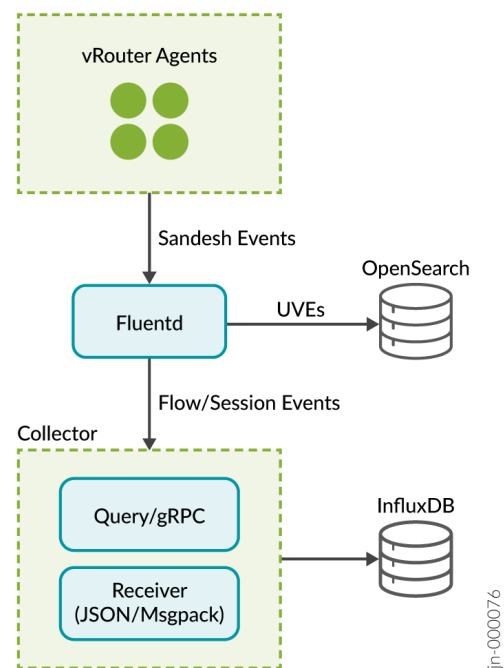 vRouter Agents
Sandesh Events
OpenSearch
Fluentd
UVEs
Flow/Session Events
Collector
Query/gRPC
InfluxDB
Receiver
(JSON/Msgpack)
jn-000076